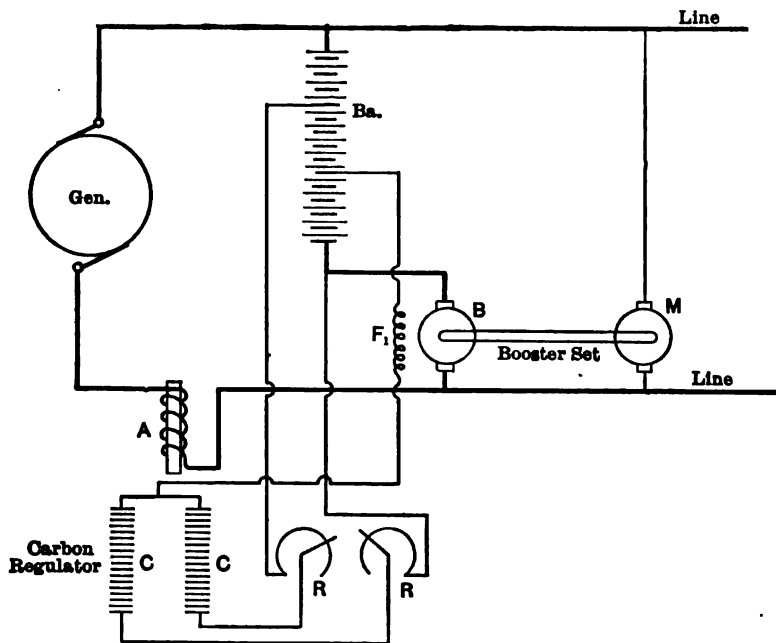 Line
Ba.
Gen.
B
M
F1
Booster Set
Line
A
Carbon
Regulator
C
C
R
R